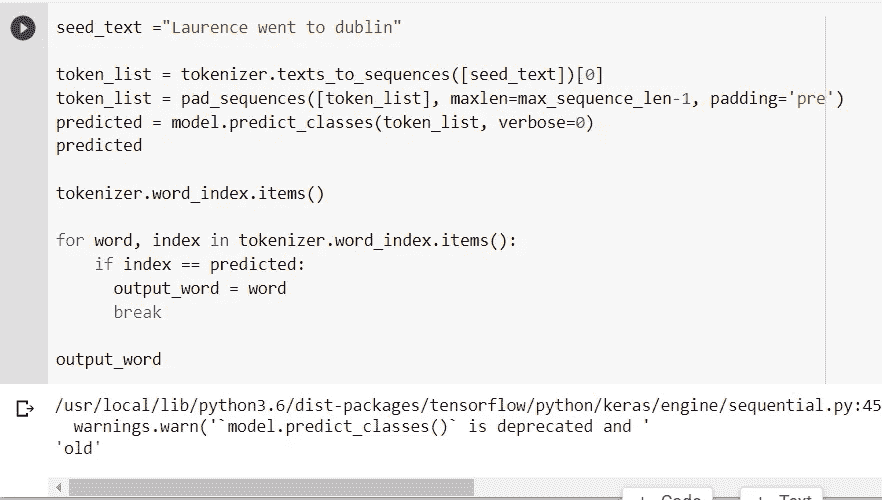 seed_text ="Laurence went to dublin"
token_list = tokenizer.texts_to_sequences([seed_text])[0]
token_list = pad_sequences([token_list], maxlen=max_sequence_len-1, padding='pre')
predicted = model.predict_classes(token_list, verbose=0)
predicted
tokenizer.word_index.items()
for word, index in tokenizer.word_index.items():
    if index == predicted:
      output_word = word
      break
output_word
/usr/local/lib/python3.6/dist-packages/tensorflow/python/keras/engine/sequential.py:45
  warnings.warn('`model.predict_classes()` is deprecated and '
'old'
+ Code + Text